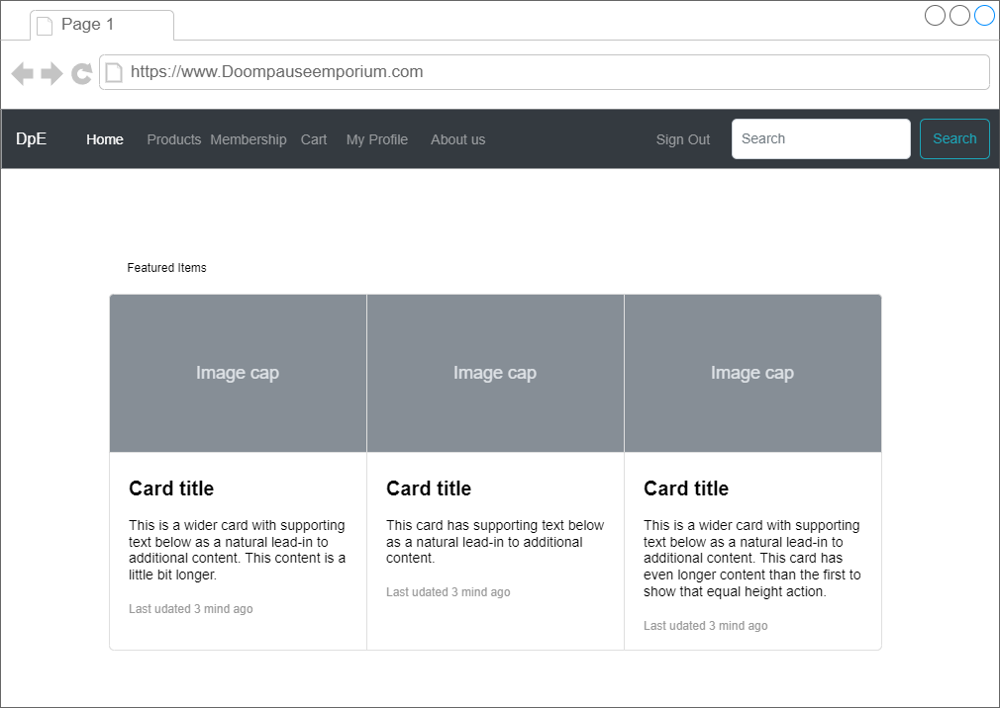 Page 1
https://www.Doompauseemporium.com
DpE Home Products Membership Cart My Profile About us Sign Out Search Search
Featured Items
Image cap
Image cap
Image cap
Card title
This is a wider card with supporting
text below as a natural lead-in to
additional content. This content is a
little bit longer.
Last udated 3 mind ago
Card title
This card has supporting text below
as a natural lead-in to additional
content.
Last udated 3 mind ago
Card title
This is a wider card with supporting
text below as a natural lead-in to
additional content. This card has
even longer content than the first to
show that equal height action.
Last udated 3 mind ago